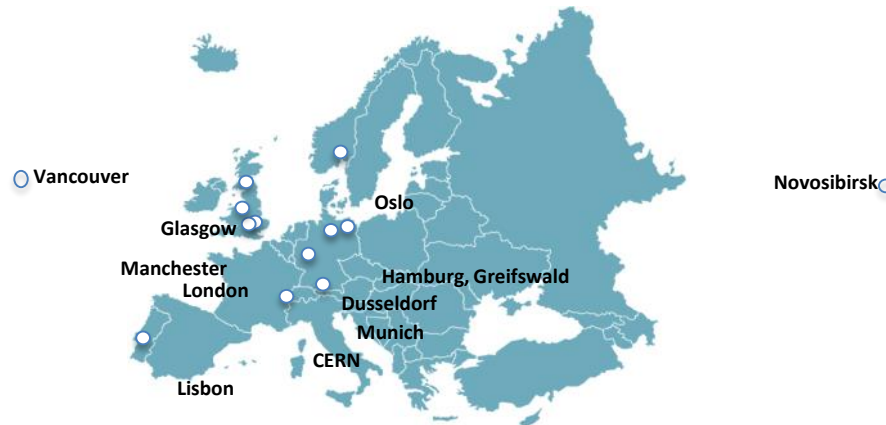 Vancouver
Novosibirsk
Oslo
Glasgow
Manchester
London
Hamburg, Greifswald
Dusseldorf
Munich
CERN
Lisbon